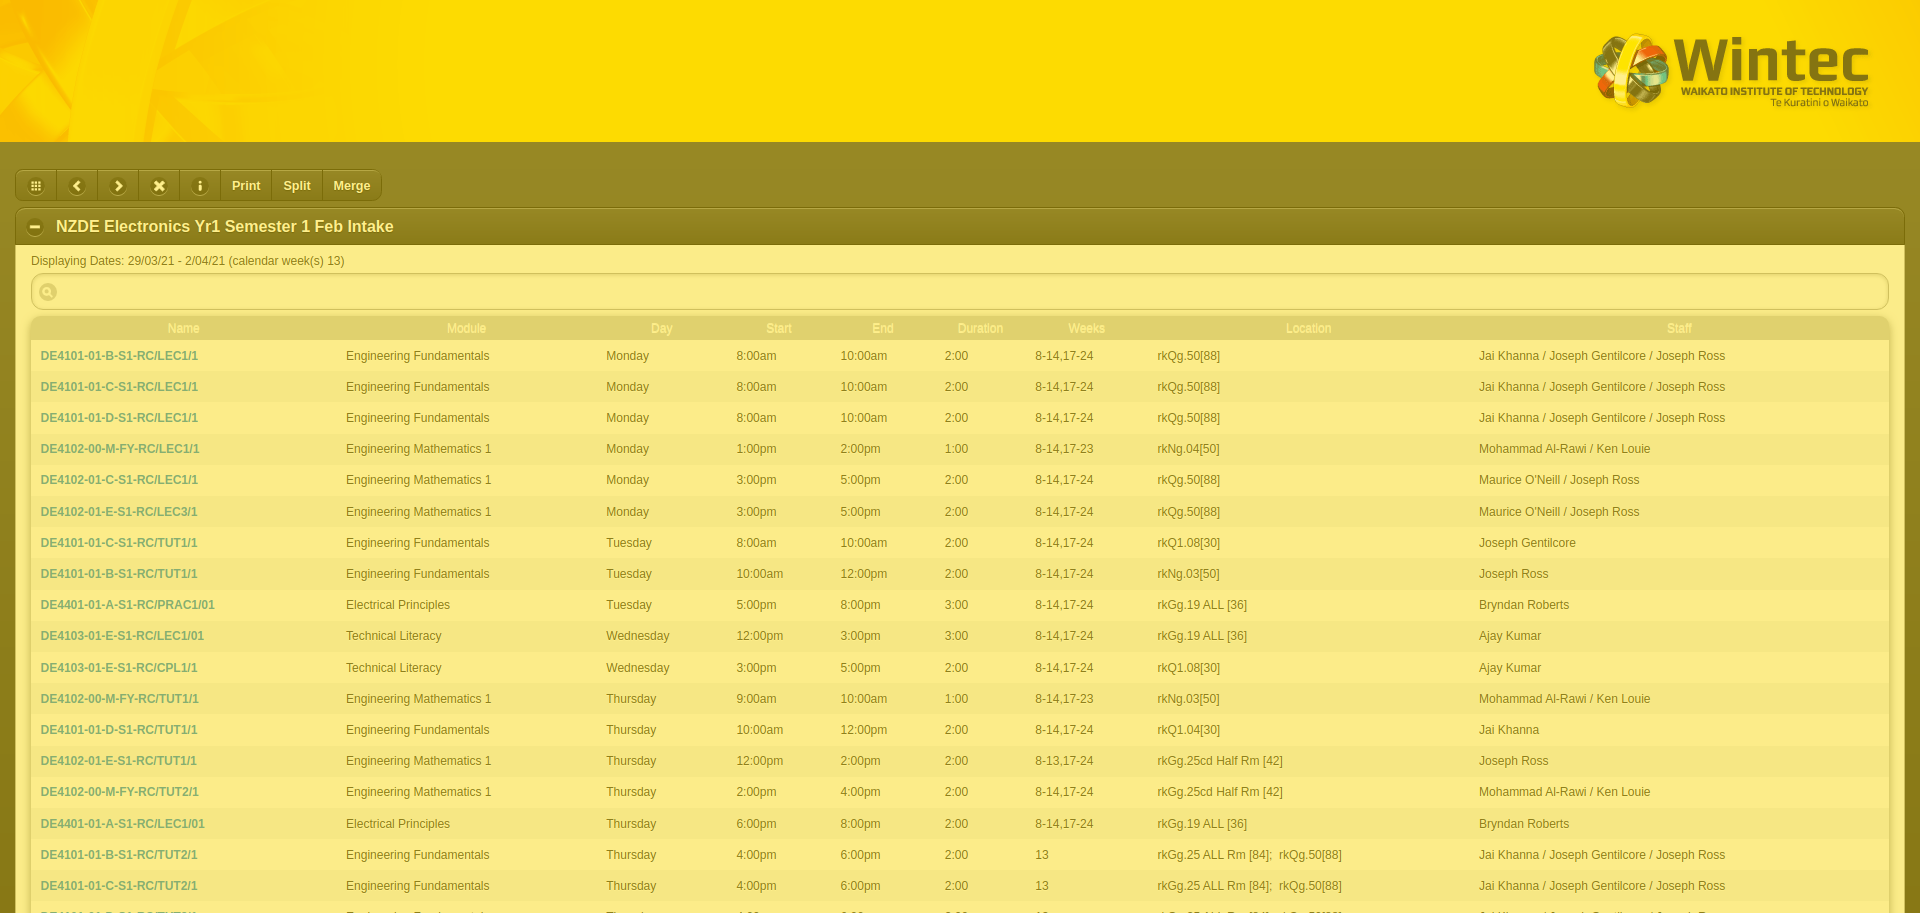 Wintec
WAIKATO INSTITUTE OF TECHNOLOGY
Te Kuratini o Waikato
Print Split Merge
NZDE Electronics Yr1 Semester 1 Feb Intake
Displaying Dates: 29/03/21 - 2/04/21 (calendar week(s) 13)
Name Module Day Start End Duration Weeks Location Staff
DE4101-01-B-S1-RC/LEC1/1 Engineering Fundamentals Monday 8:00am 10:00am 2:00 8-14,17-24 rkQg.50[88] Jai Khanna / Joseph Gentilcore / Joseph Ross
DE4101-01-C-S1-RC/LEC1/1 Engineering Fundamentals Monday 8:00am 10:00am 2:00 8-14,17-24 rkQg.50[88] Jai Khanna / Joseph Gentilcore / Joseph Ross
DE4101-01-D-S1-RC/LEC1/1 Engineering Fundamentals Monday 8:00am 10:00am 2:00 8-14,17-24 rkQg.50[88] Jai Khanna / Joseph Gentilcore / Joseph Ross
DE4102-00-M-FY-RC/LEC1/1 Engineering Mathematics 1 Monday 1:00pm 2:00pm 1:00 8-14,17-23 rkNg.04[50] Mohammad Al-Rawi / Ken Louie
DE4102-01-C-S1-RC/LEC1/1 Engineering Mathematics 1 Monday 3:00pm 5:00pm 2:00 8-14,17-24 rkQg.50[88] Maurice O'Neill / Joseph Ross
DE4102-01-E-S1-RC/LEC3/1 Engineering Mathematics 1 Monday 3:00pm 5:00pm 2:00 8-14,17-24 rkQg.50[88] Maurice O'Neill / Joseph Ross
DE4101-01-C-S1-RC/TUT1/1 Engineering Fundamentals Tuesday 8:00am 10:00am 2:00 8-14,17-24 rkQ1.08[30] Joseph Gentilcore
DE4101-01-B-S1-RC/TUT1/1 Engineering Fundamentals Tuesday 10:00am 12:00pm 2:00 8-14,17-24 rkNg.03[50] Joseph Ross
DE4401-01-A-S1-RC/PRAC1/01 Electrical Principles Tuesday 5:00pm 8:00pm 3:00 8-14,17-24 rkGg.19 ALL [36] Bryndan Roberts
DE4103-01-E-S1-RC/LEC1/01 Technical Literacy Wednesday 12:00pm 3:00pm 3:00 8-14,17-24 rkGg.19 ALL [36] Ajay Kumar
DE4103-01-E-S1-RC/CPL1/1 Technical Literacy Wednesday 3:00pm 5:00pm 2:00 8-14,17-24 rkQ1.08[30] Ajay Kumar
DE4102-00-M-FY-RC/TUT1/1 Engineering Mathematics 1 Thursday 9:00am 10:00am 1:00 8-14,17-23 rkNg.03[50] Mohammad Al-Rawi / Ken Louie
DE4101-01-D-S1-RC/TUT1/1 Engineering Fundamentals Thursday 10:00am 12:00pm 2:00 8-14,17-24 rkQ1.04[30] Jai Khanna
DE4102-01-E-S1-RC/TUT1/1 Engineering Mathematics 1 Thursday 12:00pm 2:00pm 2:00 8-13,17-24 rkGg.25cd Half Rm [42] Joseph Ross
DE4102-00-M-FY-RC/TUT2/1 Engineering Mathematics 1 Thursday 2:00pm 4:00pm 2:00 8-14,17-24 rkGg.25cd Half Rm [42] Mohammad Al-Rawi / Ken Louie
DE4401-01-A-S1-RC/LEC1/01 Electrical Principles Thursday 6:00pm 8:00pm 2:00 8-14,17-24 rkGg.19 ALL [36] Bryndan Roberts
DE4101-01-B-S1-RC/TUT2/1 Engineering Fundamentals Thursday 4:00pm 6:00pm 2:00 13 rkGg.25 ALL Rm [84]; rkQg.50[88] Jai Khanna / Joseph Gentilcore / Joseph Ross
DE4101-01-C-S1-RC/TUT2/1 Engineering Fundamentals Thursday 4:00pm 6:00pm 2:00 13 rkGg.25 ALL Rm [84]; rkQg.50[88] Jai Khanna / Joseph Gentilcore / Joseph Ross